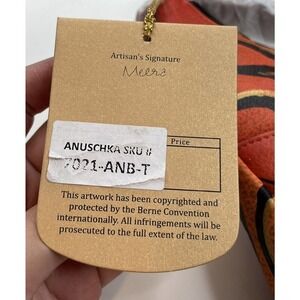 Artisan's Signature
Meera
ANUSCHKA SKU #
7021-ANB-T
Price
This artwork has been copyrighted and
protected by the Berne Convention
internationally. All infringements will be
prosecuted to the full extent of the law.